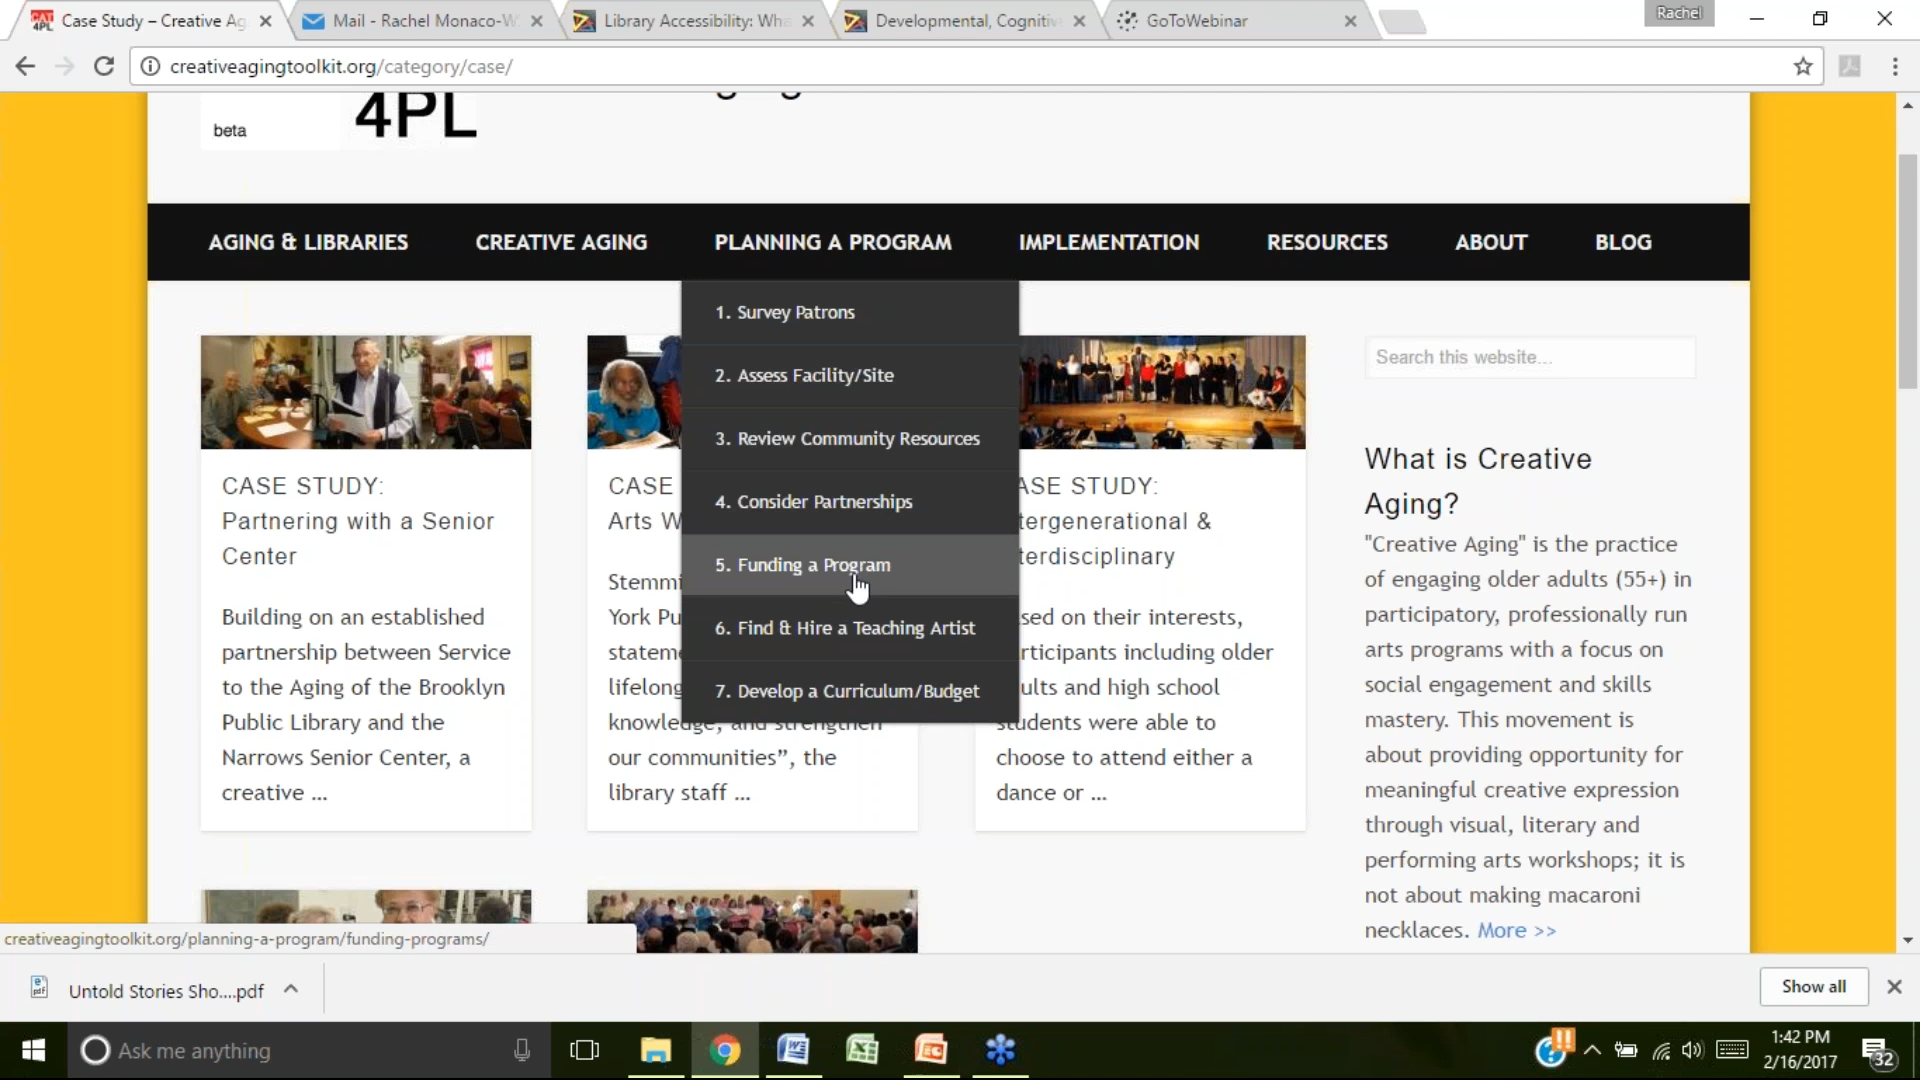 Case Study – Creative Ag
Mail - Rachel Monaco-W
Library Accessibility: Wha
Developmental, Cognitiv
GoToWebinar
Rachel
creativeagingtoolkit.org/category/case/
beta
4PL
AGING & LIBRARIES
CREATIVE AGING
PLANNING A PROGRAM
IMPLEMENTATION
RESOURCES
ABOUT
BLOG
1. Survey Patrons
2. Assess Facility/Site
3. Review Community Resources
4. Consider Partnerships
5. Funding a Program
6. Find & Hire a Teaching Artist
7. Develop a Curriculum/Budget
CASE STUDY:
Partnering with a Senior
Center
Building on an established
partnership between Service
to the Aging of the Brooklyn
Public Library and the
Narrows Senior Center, a
creative ...
CASE
Arts W
Stemmi
York Pu
stateme
lifelong
knowledge, and strengthen
our communities”, the
library staff ...
ASE STUDY:
tergenerational &
terdisciplinary
sed on their interests,
rticipants including older
ults and high school
students were able to
choose to attend either a
dance or ...
Search this website...
What is Creative
Aging?
"Creative Aging" is the practice
of engaging older adults (55+) in
participatory, professionally run
arts programs with a focus on
social engagement and skills
mastery. This movement is
about providing opportunity for
meaningful creative expression
through visual, literary and
performing arts workshops; it is
not about making macaroni
necklaces. More >>
creativeagingtoolkit.org/planning-a-program/funding-programs/
Untold Stories Sho....pdf
Show all
Ask me anything
1:42 PM
2/16/2017
32